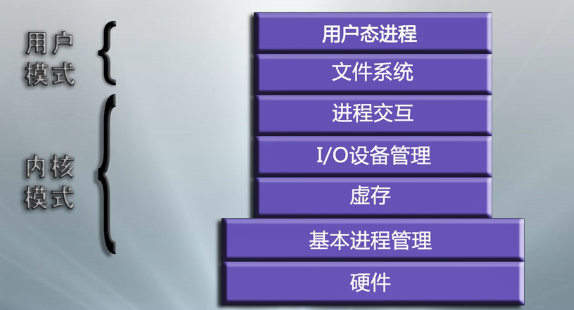 用户
模式
内核
模式
用户态进程
文件系统
进程交互
I/O设备管理
虚存
基本进程管理
硬件